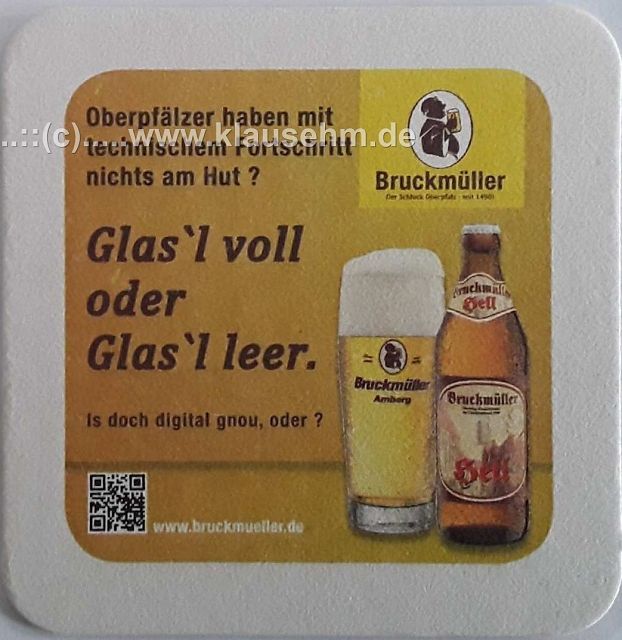 Oberpfälzer haben mit
..::(c).....www.klausehm.de
technischem Fortschritt
nichts am Hut ?
Bruckmüller
Der Schluck Oberpfalz - seit 1490!
Glas`l voll
oder
Glas`l leer.
Is doch digital gnou, oder ?
www.bruckmueller.de
Bruckmüller
Amberg
Bruckmüller
Hell
Bruckmüller
Hell